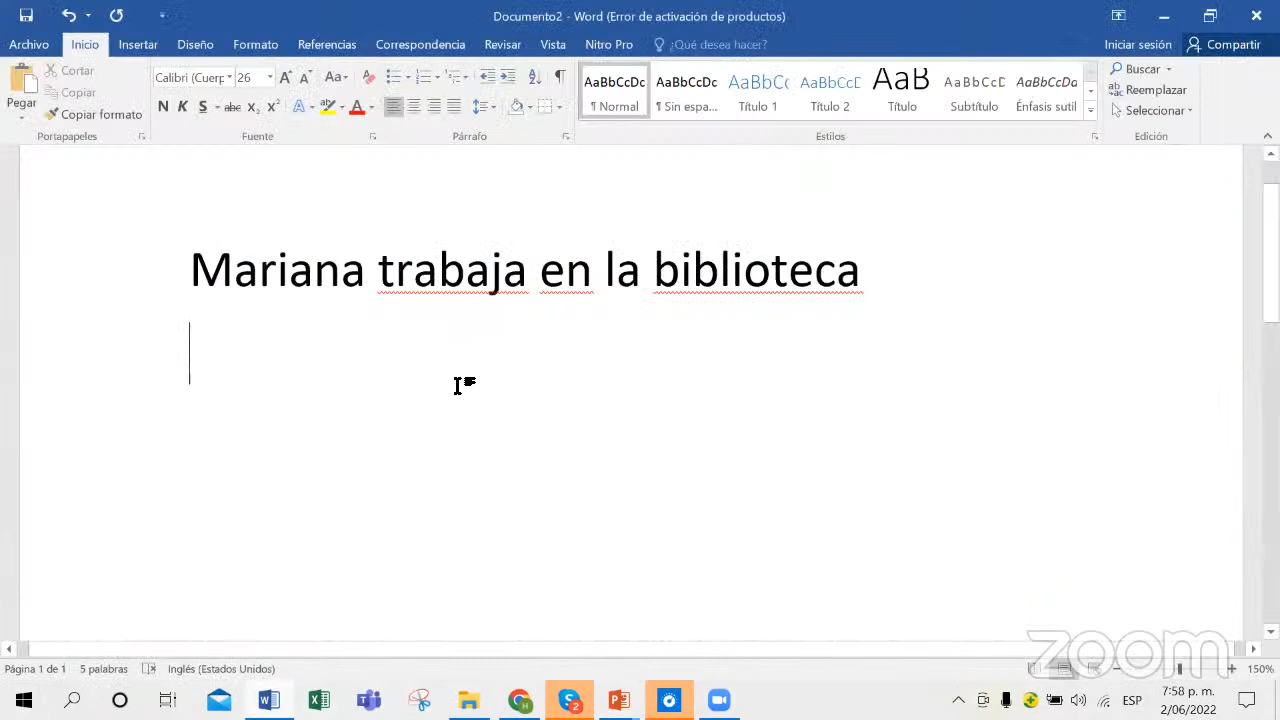 Documento2 - Word (Error de activación de productos)
Archivo Inicio Insertar Diseño Formato Referencias Correspondencia Revisar Vista Nitro Pro ¿Qué desea hacer? Iniciar sesión Compartir
Pegar
Cortar
Copiar
Copiar formato
Portapapeles
Calibri (Cuerp 26
Fuente
Párrafo
AaBbCcDc AaBbCcDc AaBbCc AaBbCcE AaB AaBbCcD AaBbCcDc
¶ Normal ¶ Sin espa... Título 1 Título 2 Título Subtítulo Énfasis sutil
Estilos
Buscar
Reemplazar
Seleccionar
Edición
Mariana trabaja en la biblioteca
zoom
Página 1 de 1 5 palabras Inglés (Estados Unidos) 150%
ESP
7:58 p. m.
2/06/2022